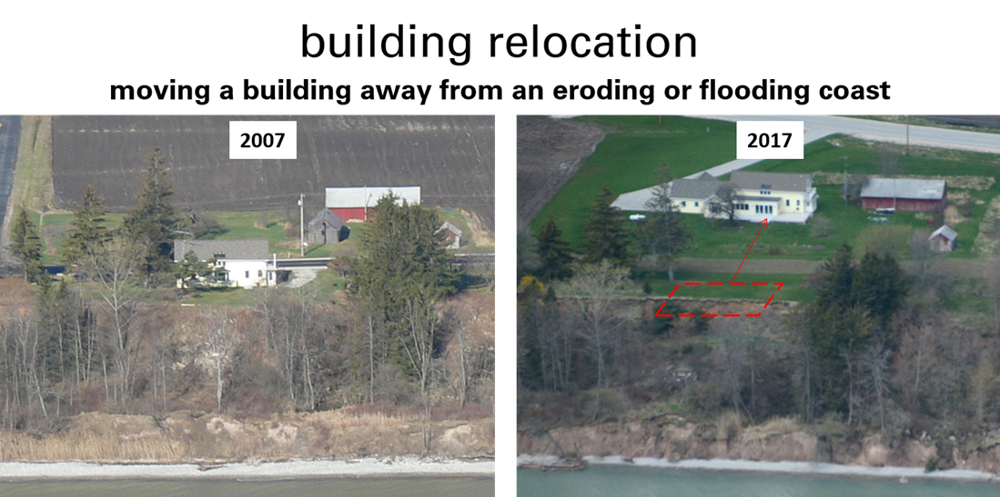 building relocation
moving a building away from an eroding or flooding coast
2007
2017